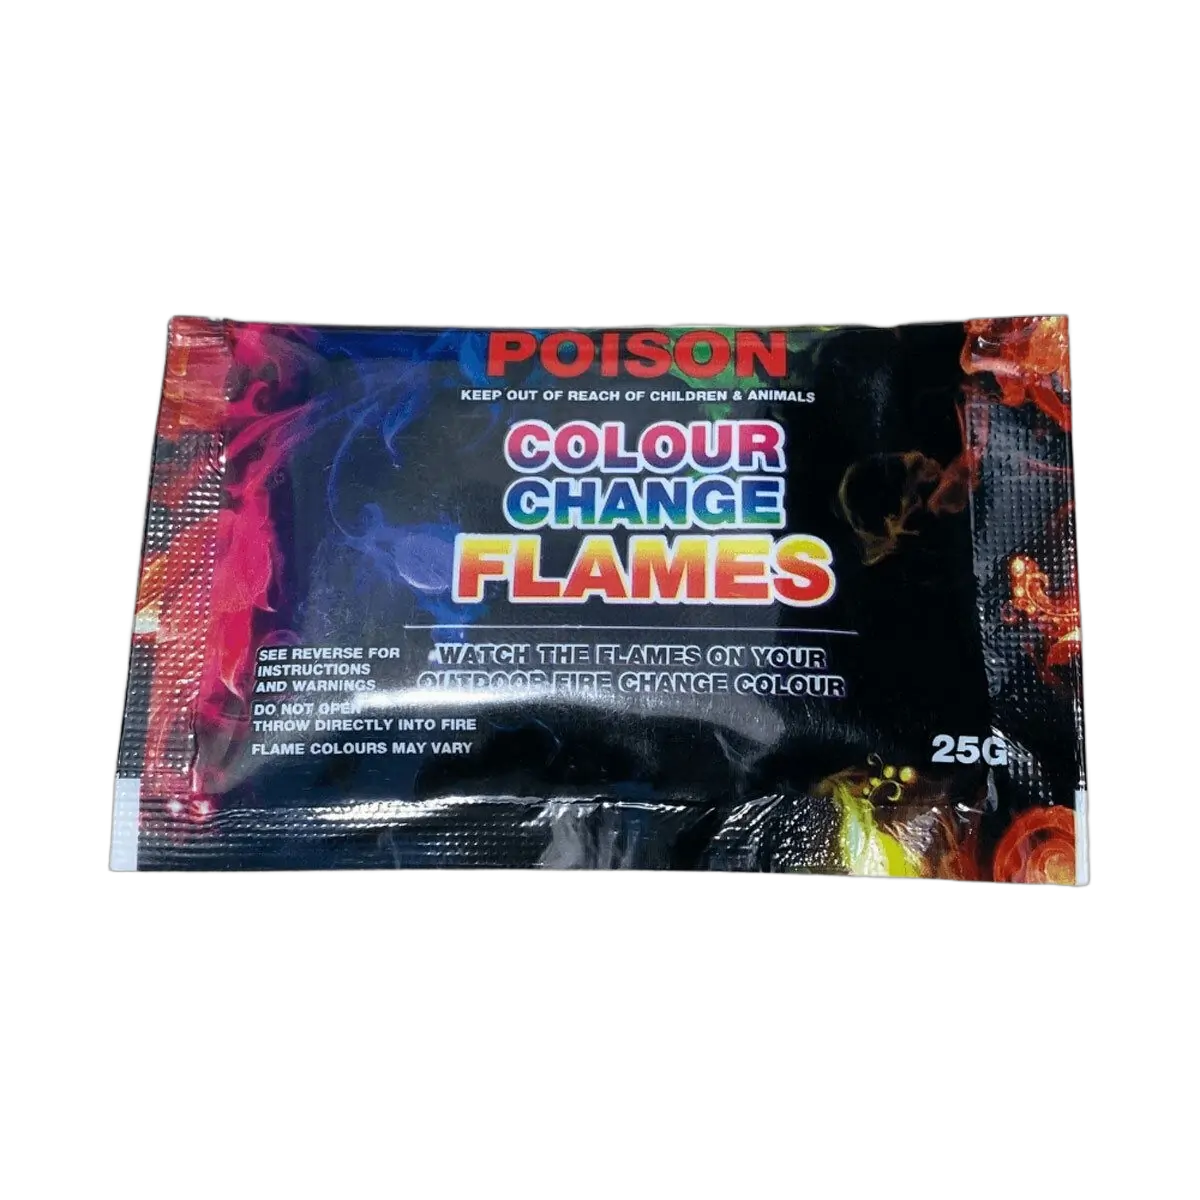 POISON
KEEP OUT OF REACH OF CHILDREN & ANIMALS
COLOUR
CHANGE
FLAMES
WATCH THE FLAMES ON YOUR
OUTDOOR FIRE CHANGE COLOUR
SEE REVERSE FOR
INSTRUCTIONS
AND WARNINGS
DO NOT OPEN
THROW DIRECTLY INTO FIRE
FLAME COLOURS MAY VARY
25G